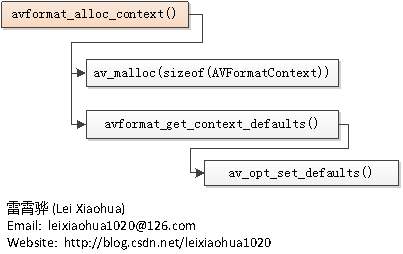 avformat_alloc_context()
av_malloc(sizeof(AVFormatContext))
avformat_get_context_defaults()
av_opt_set_defaults()
雷霄骅 (Lei Xiaohua)
Email: leixiaohua1020@126.com
Website: http://blog.csdn.net/leixiaohua1020